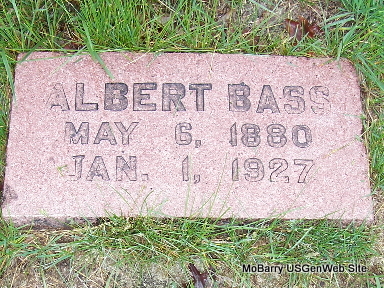 ALBERT BASS
MAY 6, 1880
JAN. 1, 1927
MoBarry USGenWeb Site